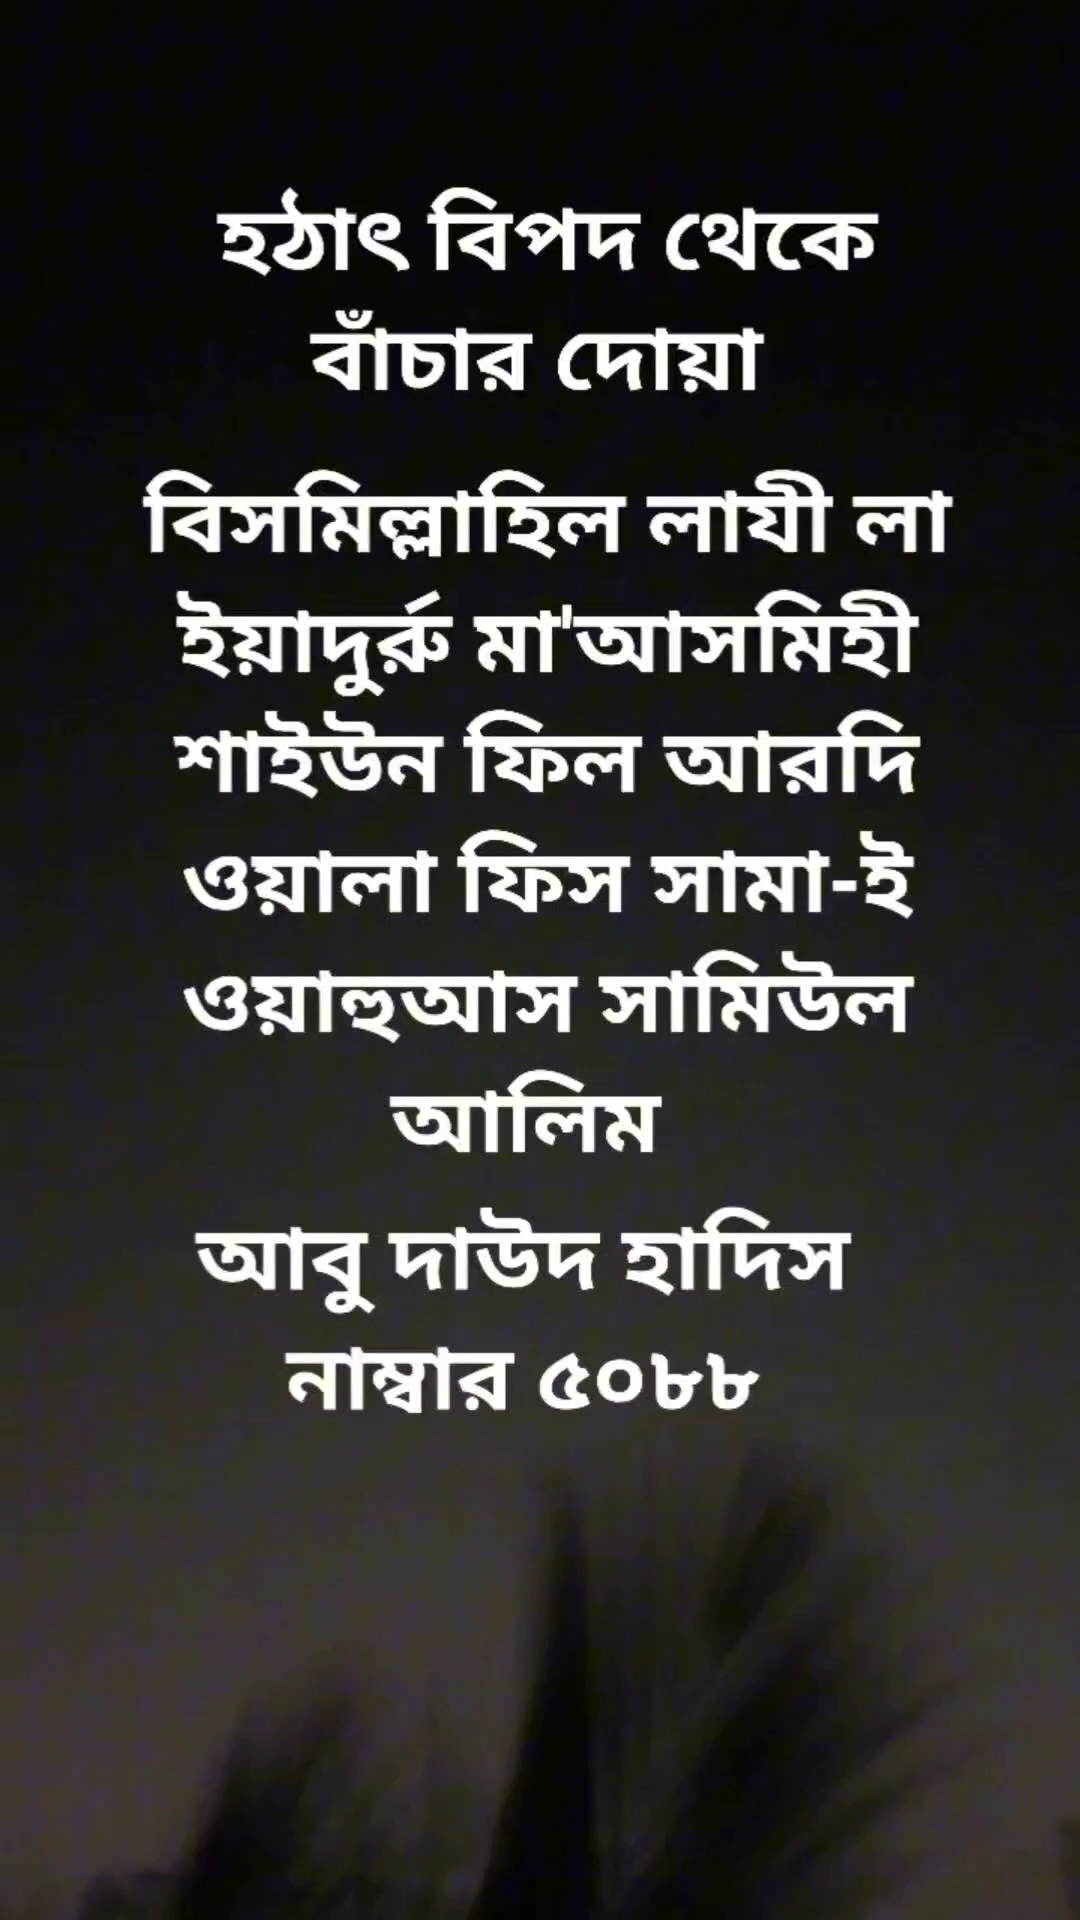 হঠাৎ বিপদ থেকে
বাঁচার দোয়া
বিসমিল্লাহিল লাযী লা
ইয়াদুর্রু মা'আসমিহী
শাইউন ফিল আরদি
ওয়ালা ফিস সামা-ই
ওয়াহুআস সামিউল
আলিম
আবু দাউদ হাদিস
নাম্বার ৫০৮৮